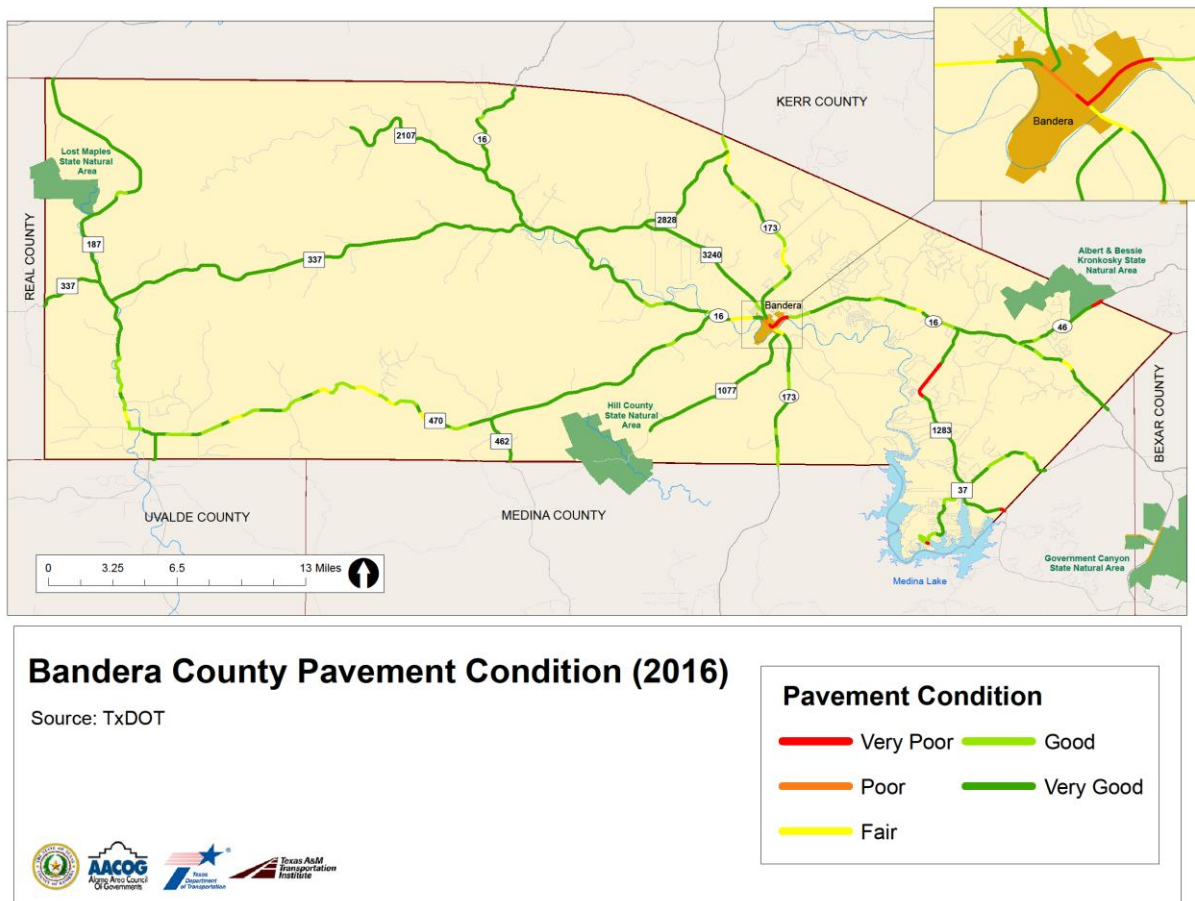 KERR COUNTY
Bandera
Lost Maples
State Natural
Area
2107
16
REAL COUNTY
187
337
337
2828
173
3240
Albert & Bessie
Kronkosky State
Natural Area
Bandera
16
16
46
470
462
Hill County
State Natural
Area
1077
173
1283
37
BEXAR COUNTY
UVALDE COUNTY
MEDINA COUNTY
Medina Lake
Government Canyon
State Natural Area
0 3.25 6.5 13 Miles
Bandera County Pavement Condition (2016)
Source: TxDOT
Pavement Condition
Very Poor
Good
Poor
Very Good
Fair
AACOG
Alamo Area Council
Of Governments
Texas
Department
of Transportation
Texas A&M
Transportation
Institute